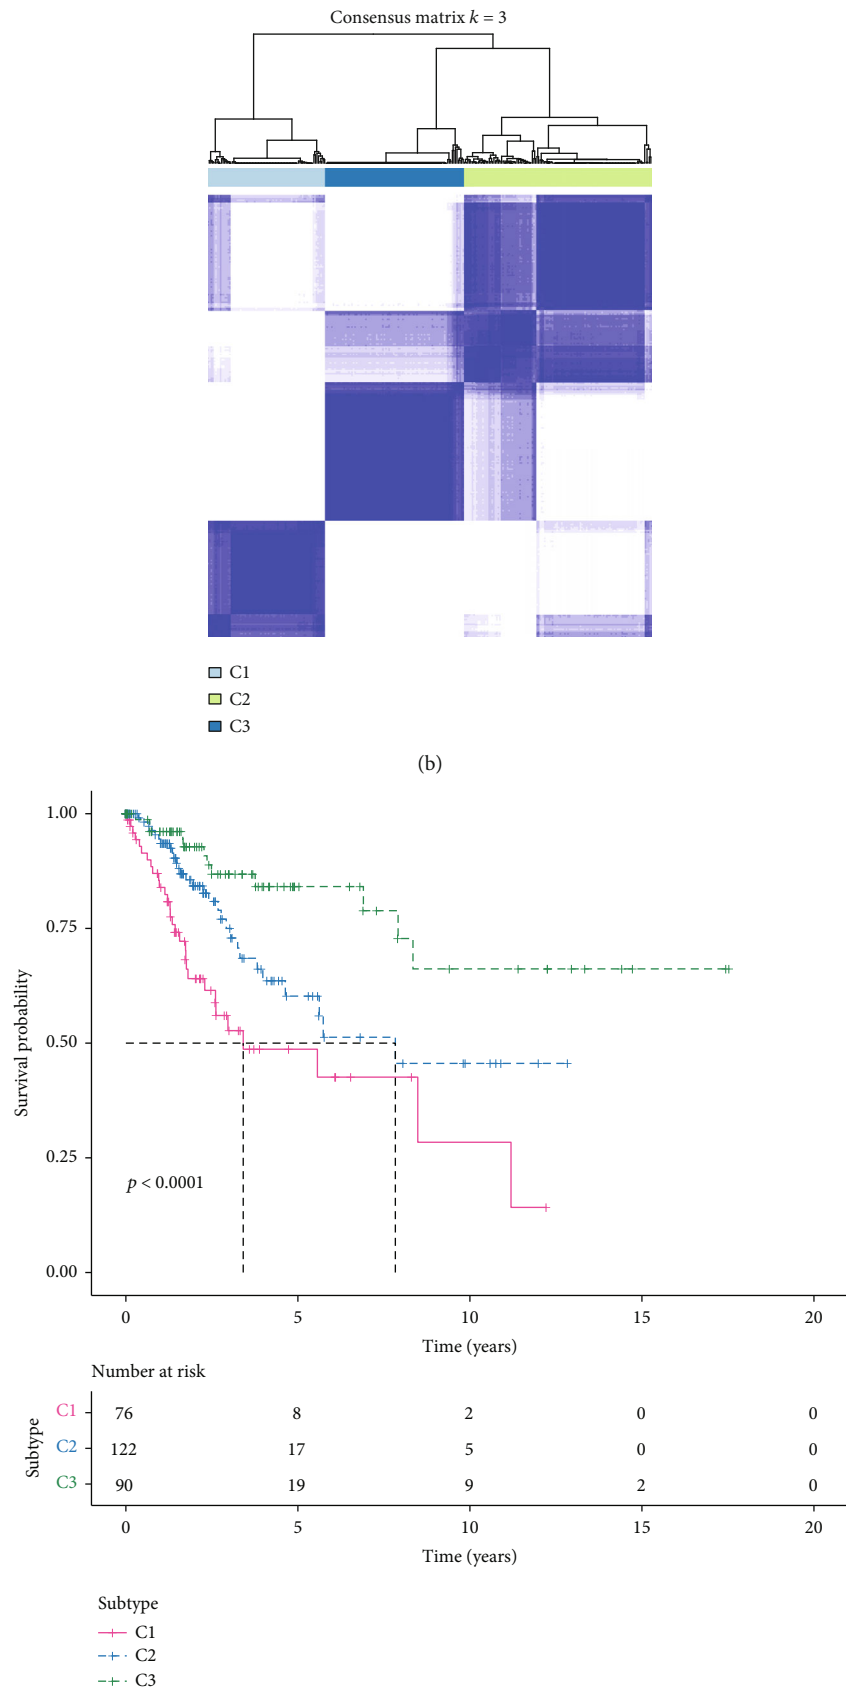 Consensus matrix k = 3
C1
C2
C3
(b)
1.00
0.75
0.50
0.25
0.00
Survival probability
p < 0.0001
0 5 10 15 20
Time (years)
Number at risk
Subtype
C1 76 8 2 0 0
C2 122 17 5 0 0
C3 90 19 9 2 0
0 5 10 15 20
Time (years)
Subtype
C1
C2
C3